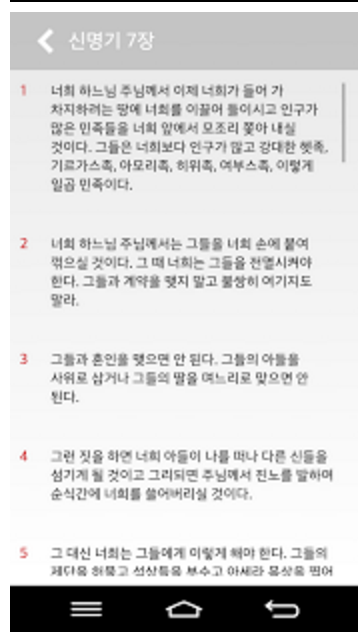 신명기 7장
1 너희 하느님 주님께서 이제 너희가 들어 가
차지하려는 땅에 너희를 이끌어 들이시고 인구가
많은 민족들을 너희 앞에서 모조리 쫓아 내실
것이다. 그들은 너희보다 인구가 많고 강대한 헷족,
기르가스족, 아모리족, 히위족, 여부스족, 이렇게
일곱 민족이다.
2 너희 하느님 주님께서는 그들을 너희 손에 붙여
꺾으실 것이다. 그 때 너희는 그들을 전멸시켜야
한다. 그들과 계약을 맺지 말고 불쌍히 여기지도
말라.
3 그들과 혼인을 맺으면 안 된다. 그들의 아들을
사위로 삼거나 그들의 딸을 며느리로 맞으면 안
된다.
4 그런 짓을 하면 너희 아들이 나를 떠나 다른 신들을
섬기게 될 것이고 그리되면 주님께서 진노를 발하여
순식간에 너희를 쓸어버리실 것이다.
5 그 대신 너희는 그들에게 이렇게 해야 한다. 그들의
제단을 허물고 석상들을 부수고 아세라 목상을 찍어